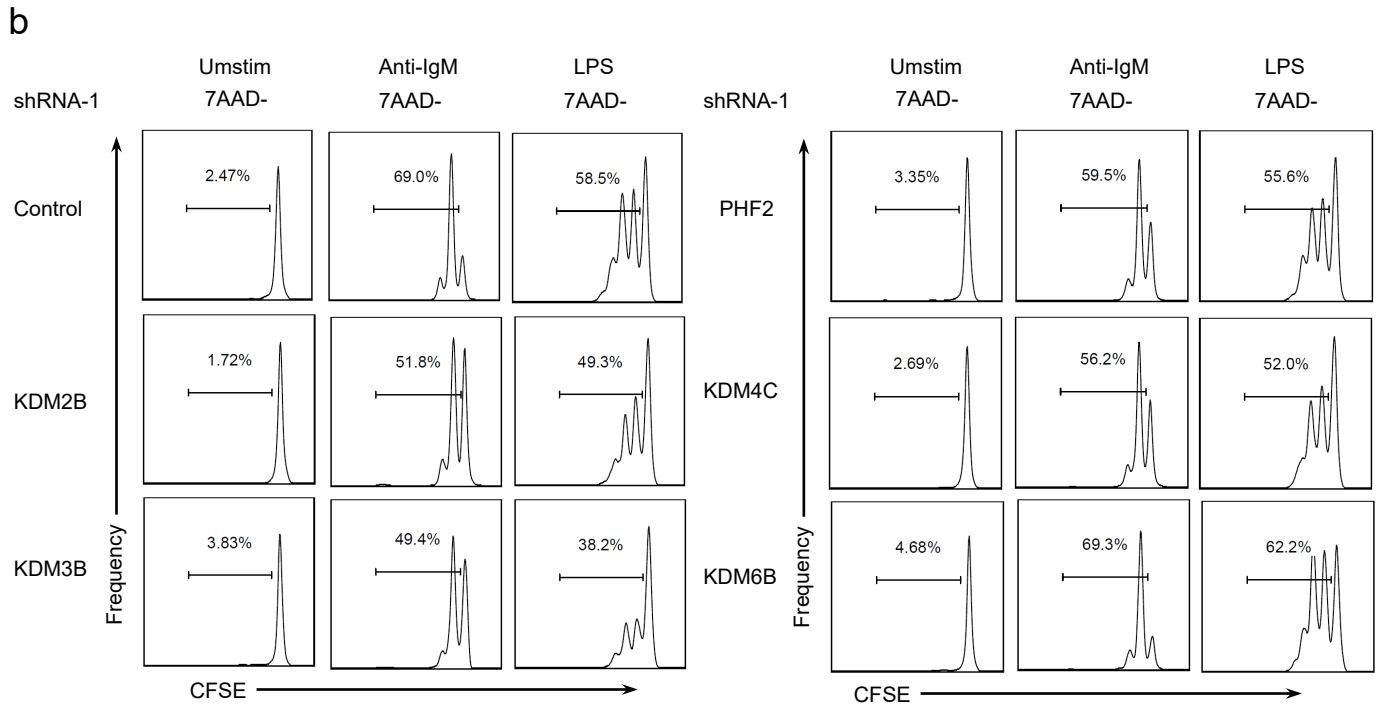 b
Umstim Anti-IgM LPS Umstim Anti-IgM LPS
shRNA-1 7AAD- 7AAD- 7AAD- shRNA-1 7AAD- 7AAD- 7AAD-
Control 2.47% 69.0% 58.5% PHF2 3.35% 59.5% 55.6%
KDM2B 1.72% 51.8% 49.3% KDM4C 2.69% 56.2% 52.0%
KDM3B 3.83% 49.4% 38.2% KDM6B 4.68% 69.3% 62.2%
Frequency Frequency
CFSE CFSE